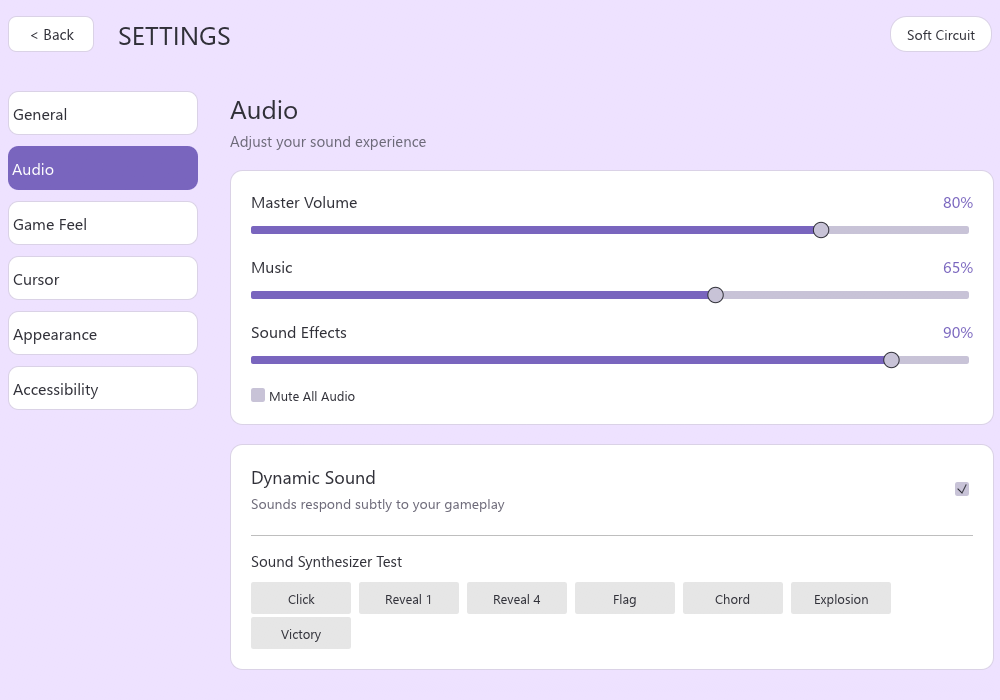 < Back
SETTINGS
Soft Circuit
General
Audio
Game Feel
Cursor
Appearance
Accessibility
Audio
Adjust your sound experience
Master Volume 80%
Music 65%
Sound Effects 90%
Mute All Audio
Dynamic Sound
Sounds respond subtly to your gameplay
Sound Synthesizer Test
Click Reveal 1 Reveal 4 Flag Chord Explosion
Victory